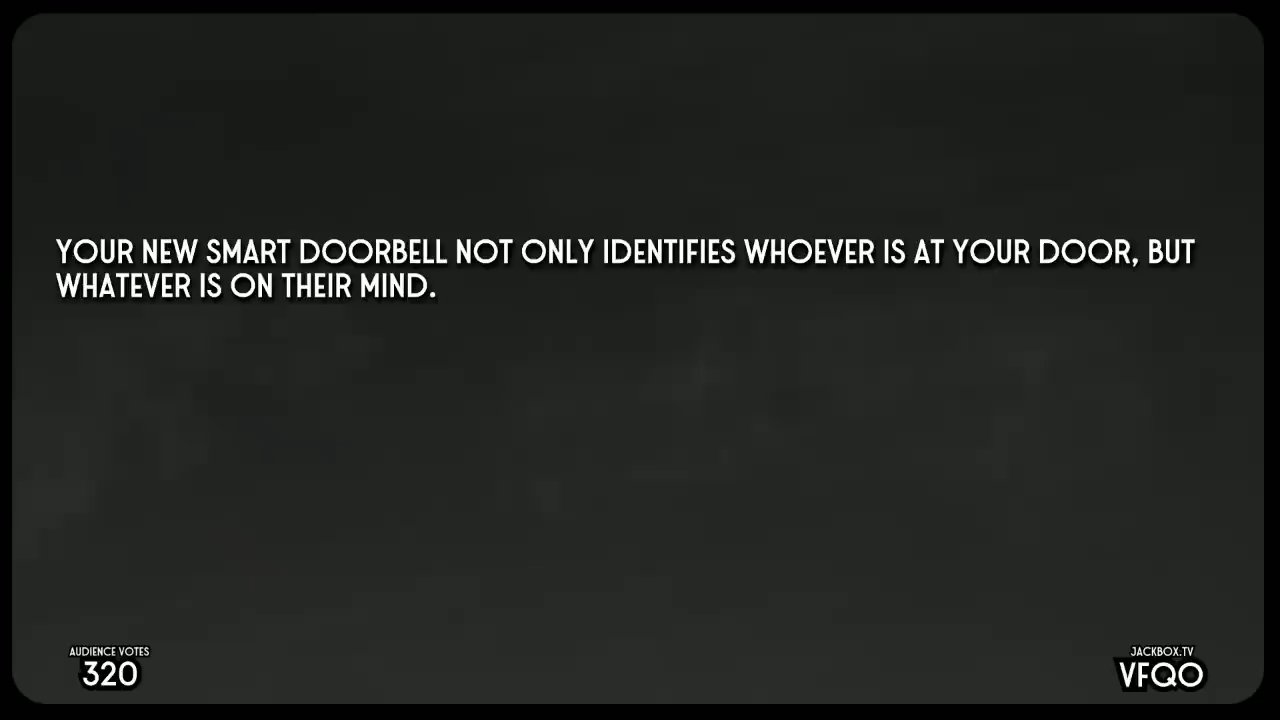 YOUR NEW SMART DOORBELL NOT ONLY IDENTIFIES WHOEVER IS AT YOUR DOOR, BUT
WHATEVER IS ON THEIR MIND.
AUDIENCE VOTES
320
JACKBOX.TV
VFQO